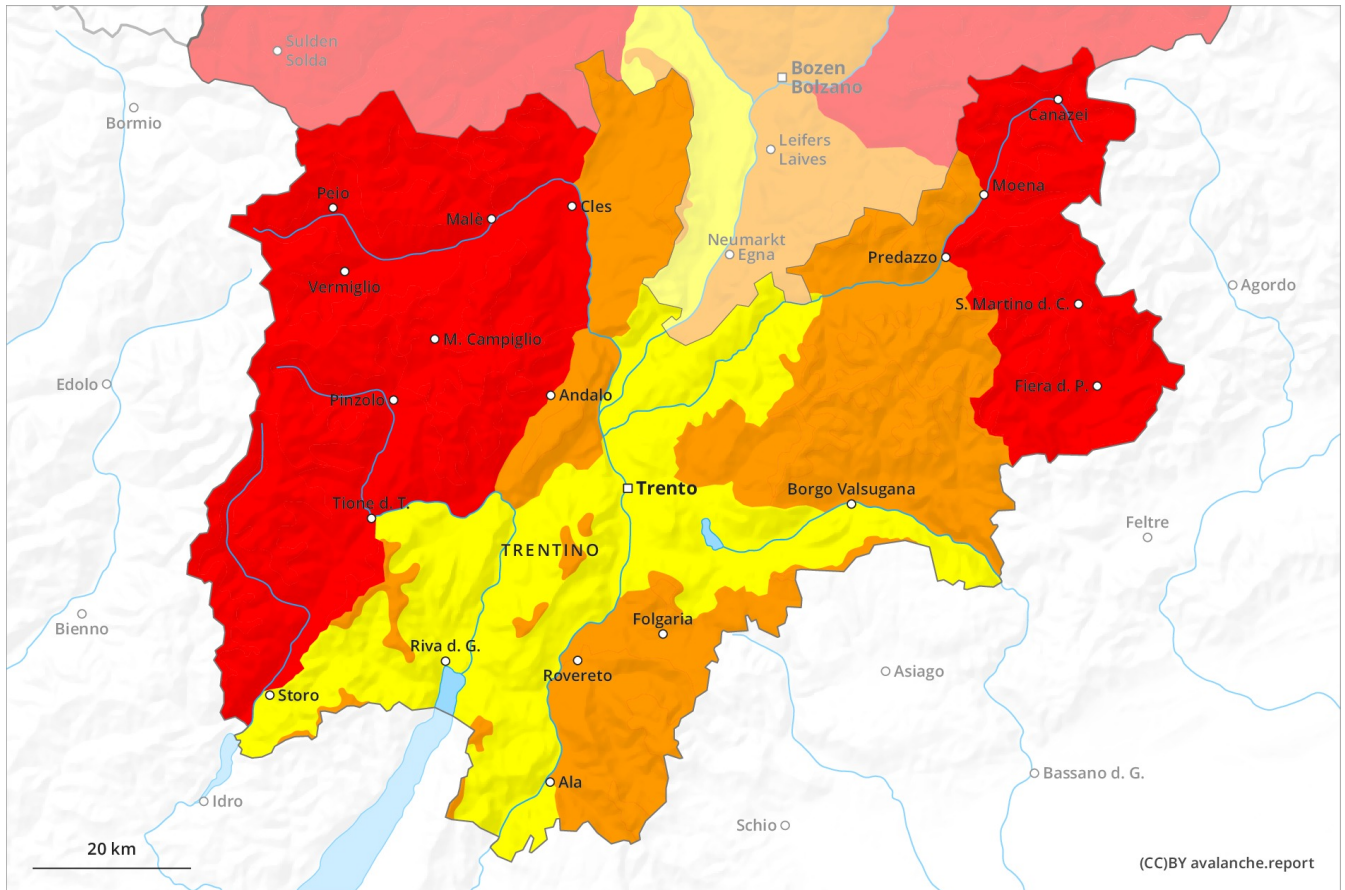 Sulden
Solda
Bozen
Bolzano
Bormio
Canazei
Leifers
Laives
Peio
Moena
Malè
Cles
Neumarkt
Egna
Predazzo
Vermiglio
Agordo
S. Martino d. C.
M. Campiglio
Edolo
Fiera d. P.
Andalo
Pinzolo
Trento
Borgo Valsugana
Tione d. T.
Feltre
TRENTINO
Bienno
Folgaria
Riva d. G.
Asiago
Rovereto
Storo
Bassano d. G.
Ala
Idro
Schio
20 km
(CC)BY avalanche.report